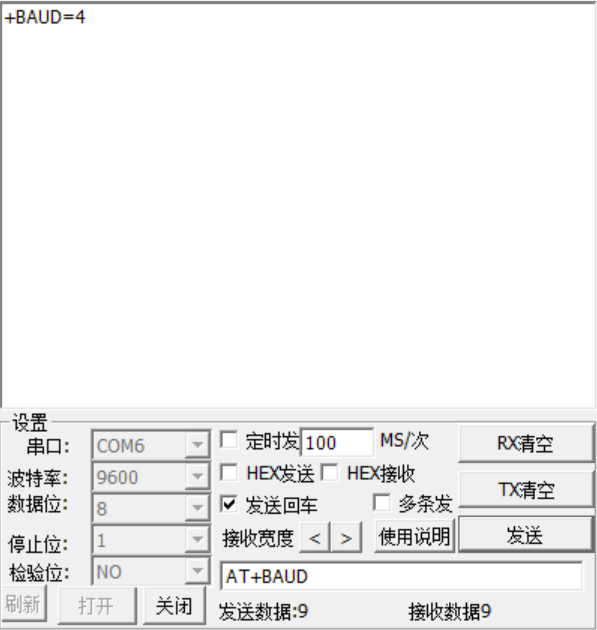 +BAUD=4
设置
串口: COM6 定时发 100 MS/次 RX清空
波特率: 9600 HEX发送 HEX接收 TX清空
数据位: 8 发送回车 多条发
停止位: 1 接收宽度 < > 使用说明 发送
检验位: NO AT+BAUD
刷新 打开 关闭 发送数据:9 接收数据9